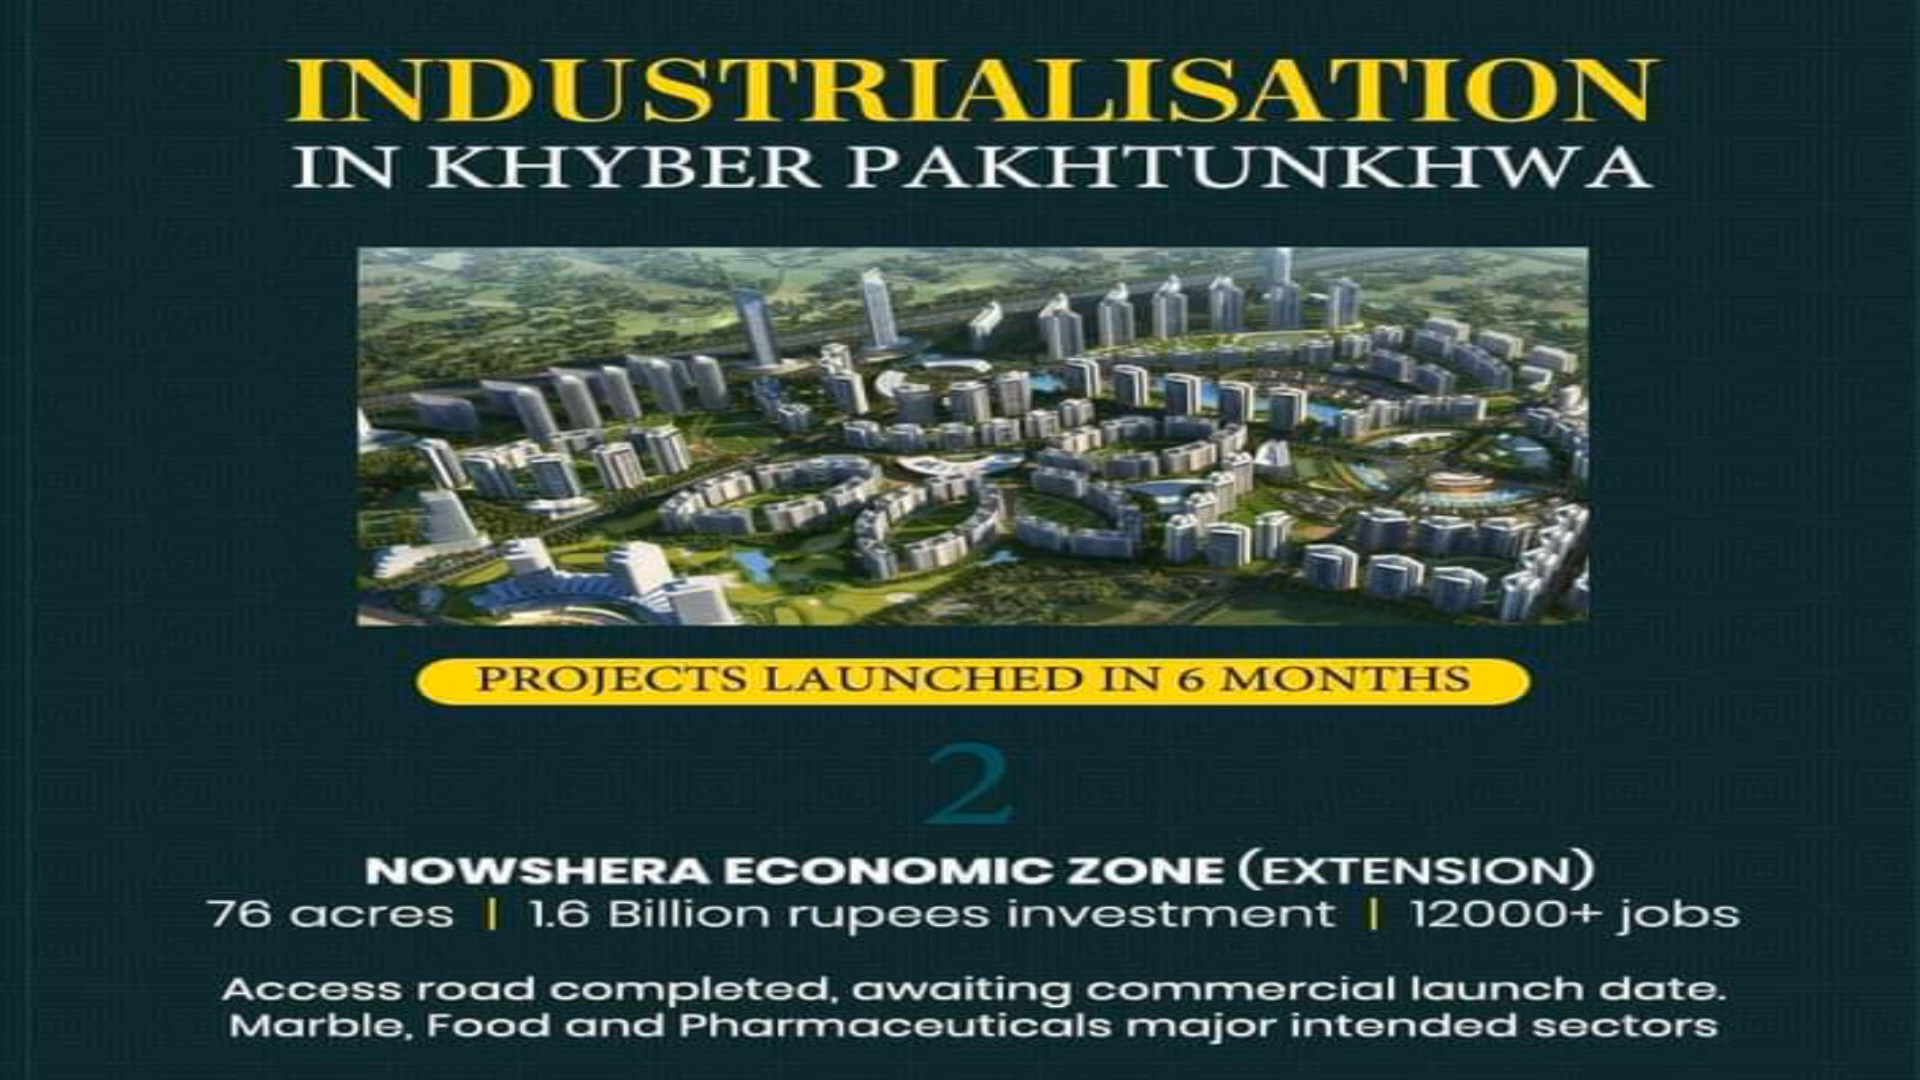 INDUSTRIALISATION
IN KHYBER PAKHTUNKHWA
PROJECTS LAUNCHED IN 6 MONTHS
2
NOWSHERA ECONOMIC ZONE (EXTENSION)
76 acres | 1.6 Billion rupees investment | 12000+ jobs
Access road completed, awaiting commercial launch date.
Marble, Food and Pharmaceuticals major intended sectors